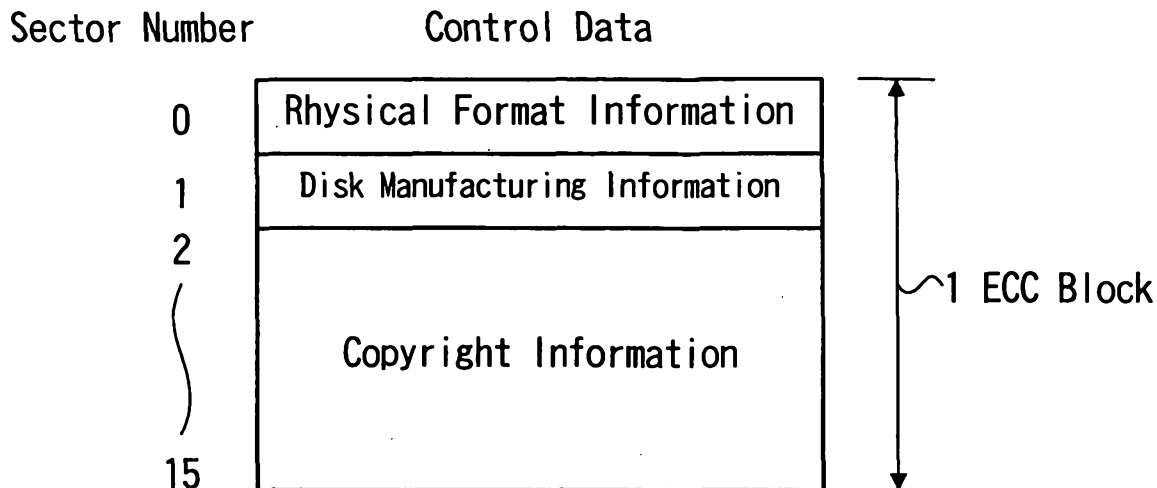 Sector Number Control Data
0 Rhysical Format Information
1 Disk Manufacturing Information
2
Copyright Information
1 ECC Block
15